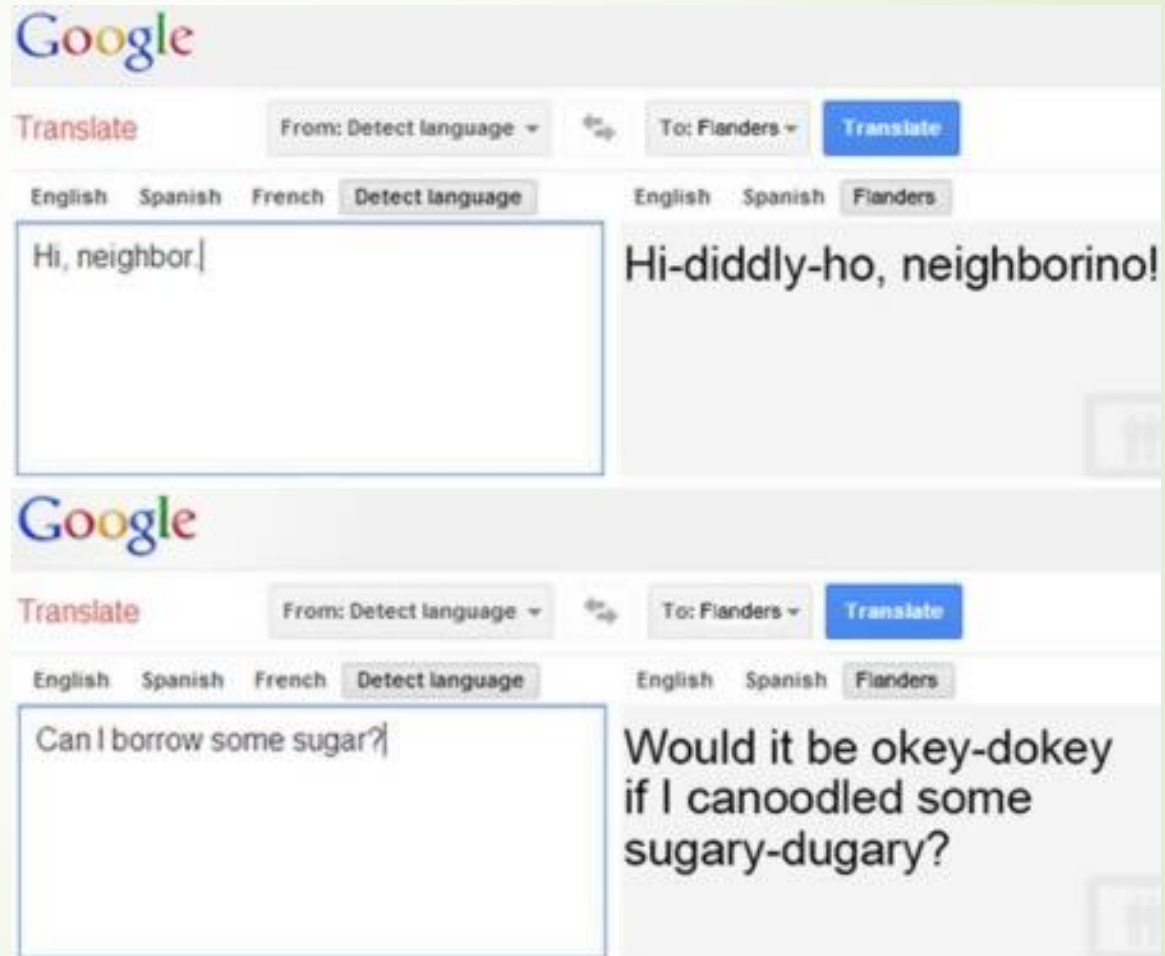 Google
Translate From: Detect language To: Flanders Translate
English Spanish French Detect language English Spanish Flanders
Hi, neighbor. Hi-diddly-ho, neighborino!
Google
Translate From: Detect language To: Flanders Translate
English Spanish French Detect language English Spanish Flanders
Can I borrow some sugar? Would it be okey-dokey
if I canoodled some
sugary-dugary?